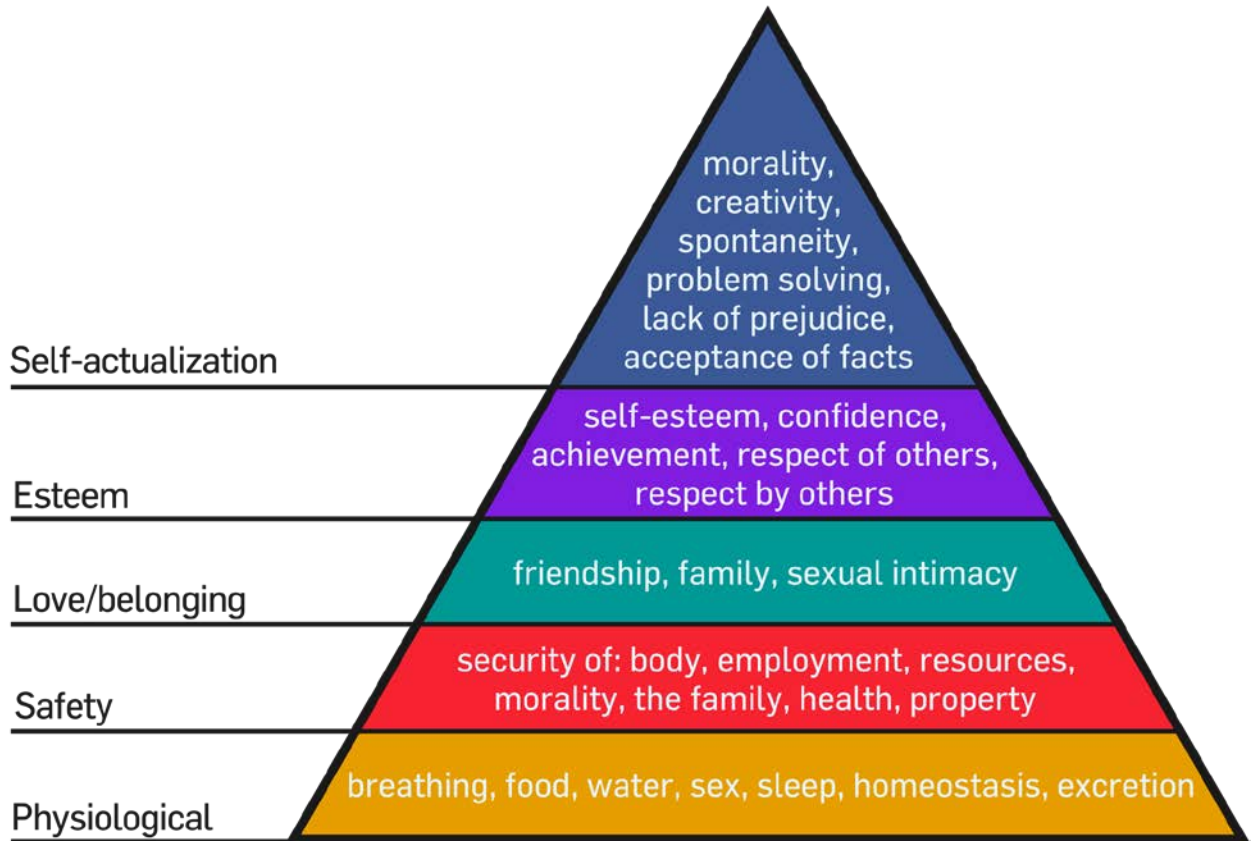 morality,
creativity,
spontaneity,
problem solving,
lack of prejudice,
acceptance of facts
Self-actualization
self-esteem, confidence,
achievement, respect of others,
respect by others
Esteem
friendship, family, sexual intimacy
Love/belonging
security of: body, employment, resources,
morality, the family, health, property
Safety
breathing, food, water, sex, sleep, homeostasis, excretion
Physiological